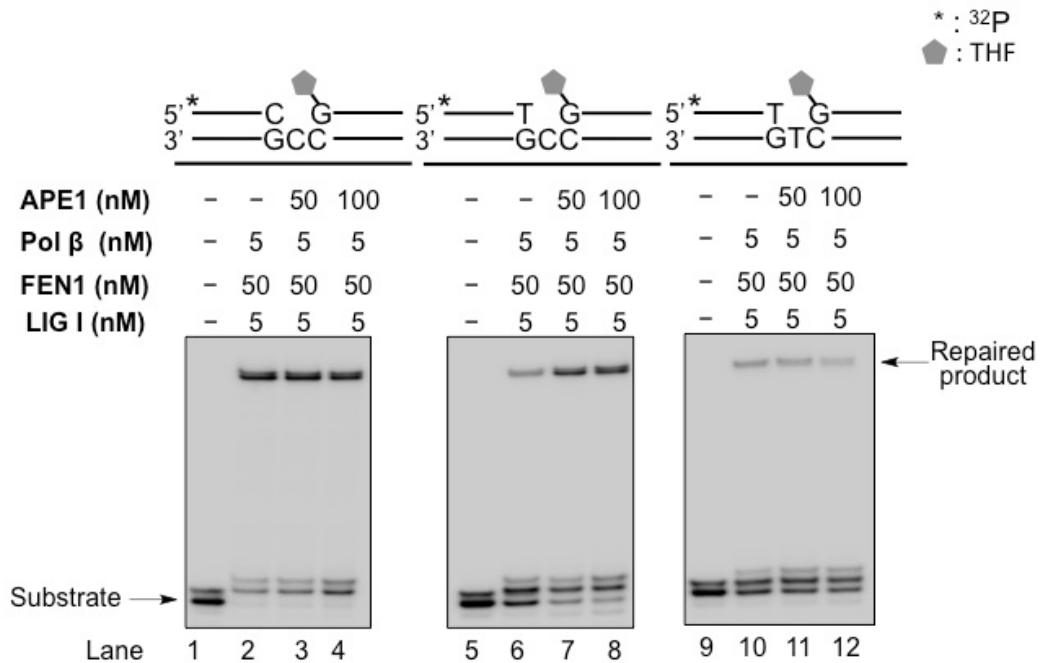 * : 32P
: THF
5' * C G 5' * T G 5' * T G
3' GCC 3' GCC 3' GTC
APE1 (nM) – – 50 100 – – 50 100 – – 50 100
Pol β (nM) – 5 5 5 – 5 5 5 – 5 5 5
FEN1 (nM) – 50 50 50 – 50 50 50 – 50 50 50
LIG I (nM) – 5 5 5 – 5 5 5 – 5 5 5
Repaired
product
Substrate
Lane 1 2 3 4 5 6 7 8 9 10 11 12